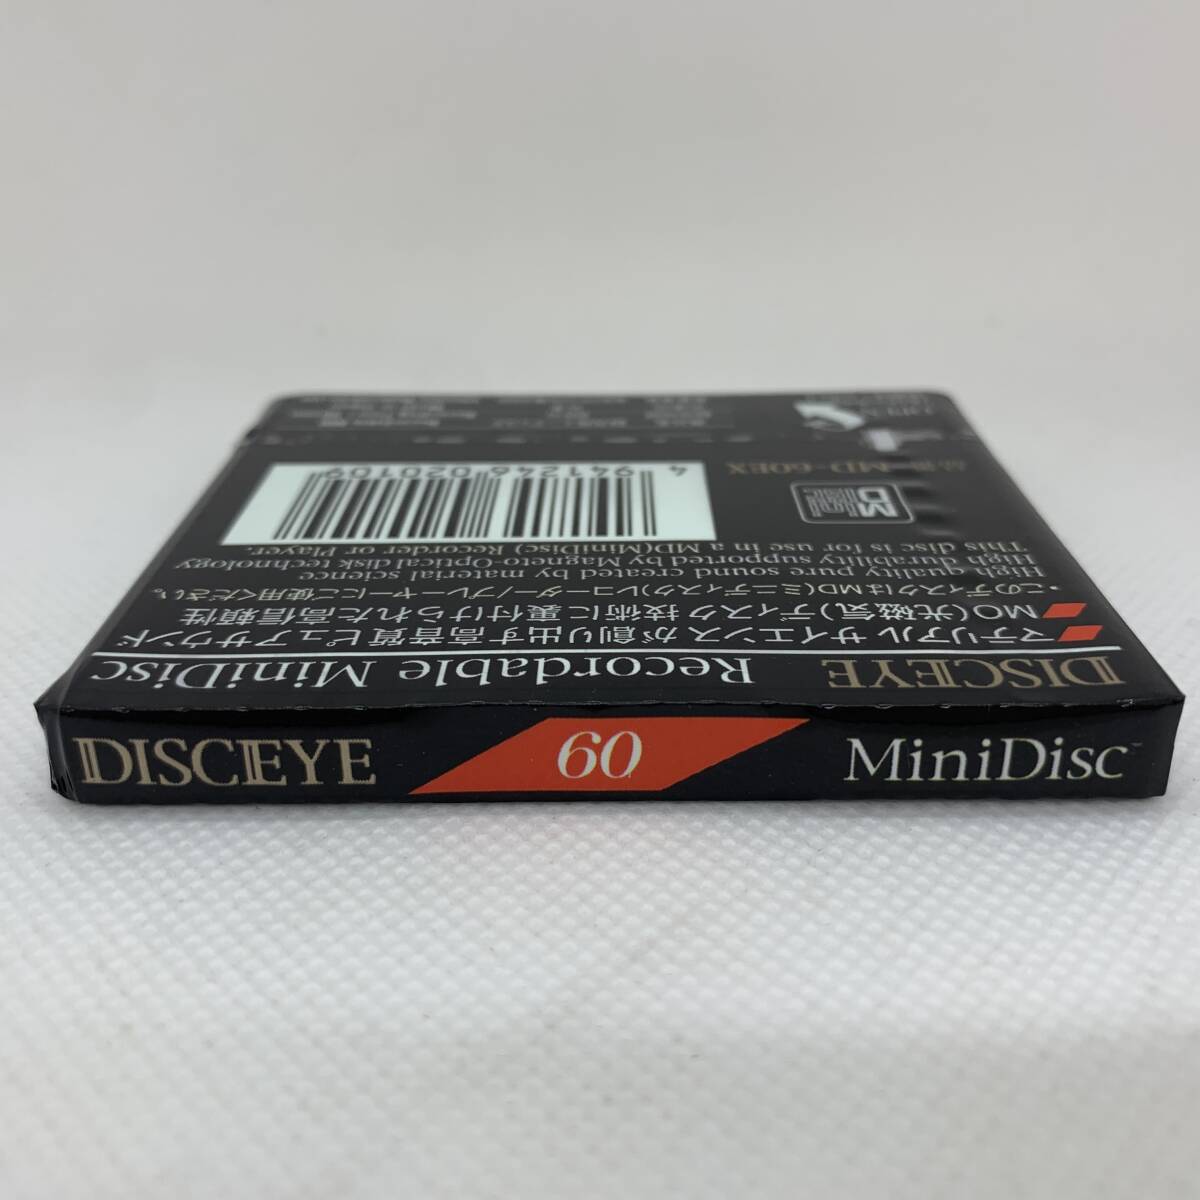 DISCEYE 60 MiniDisc
DISCEYE Recordable MiniDisc
マテリアル サイエンスが創り出す高音質ピュアサウンド
MO(光磁気)ディスク技術に裏付けられた高信頼性
・このディスクはMD(ミニディスク)レコーダー/プレーヤーにご使用ください。
High quality pure sound created by material science
High durability supported by Magneto-Optical disk technology
This disc is for use in a MD(MiniDisc) Recorder or Player.
MD-60EX
4 941246 020109